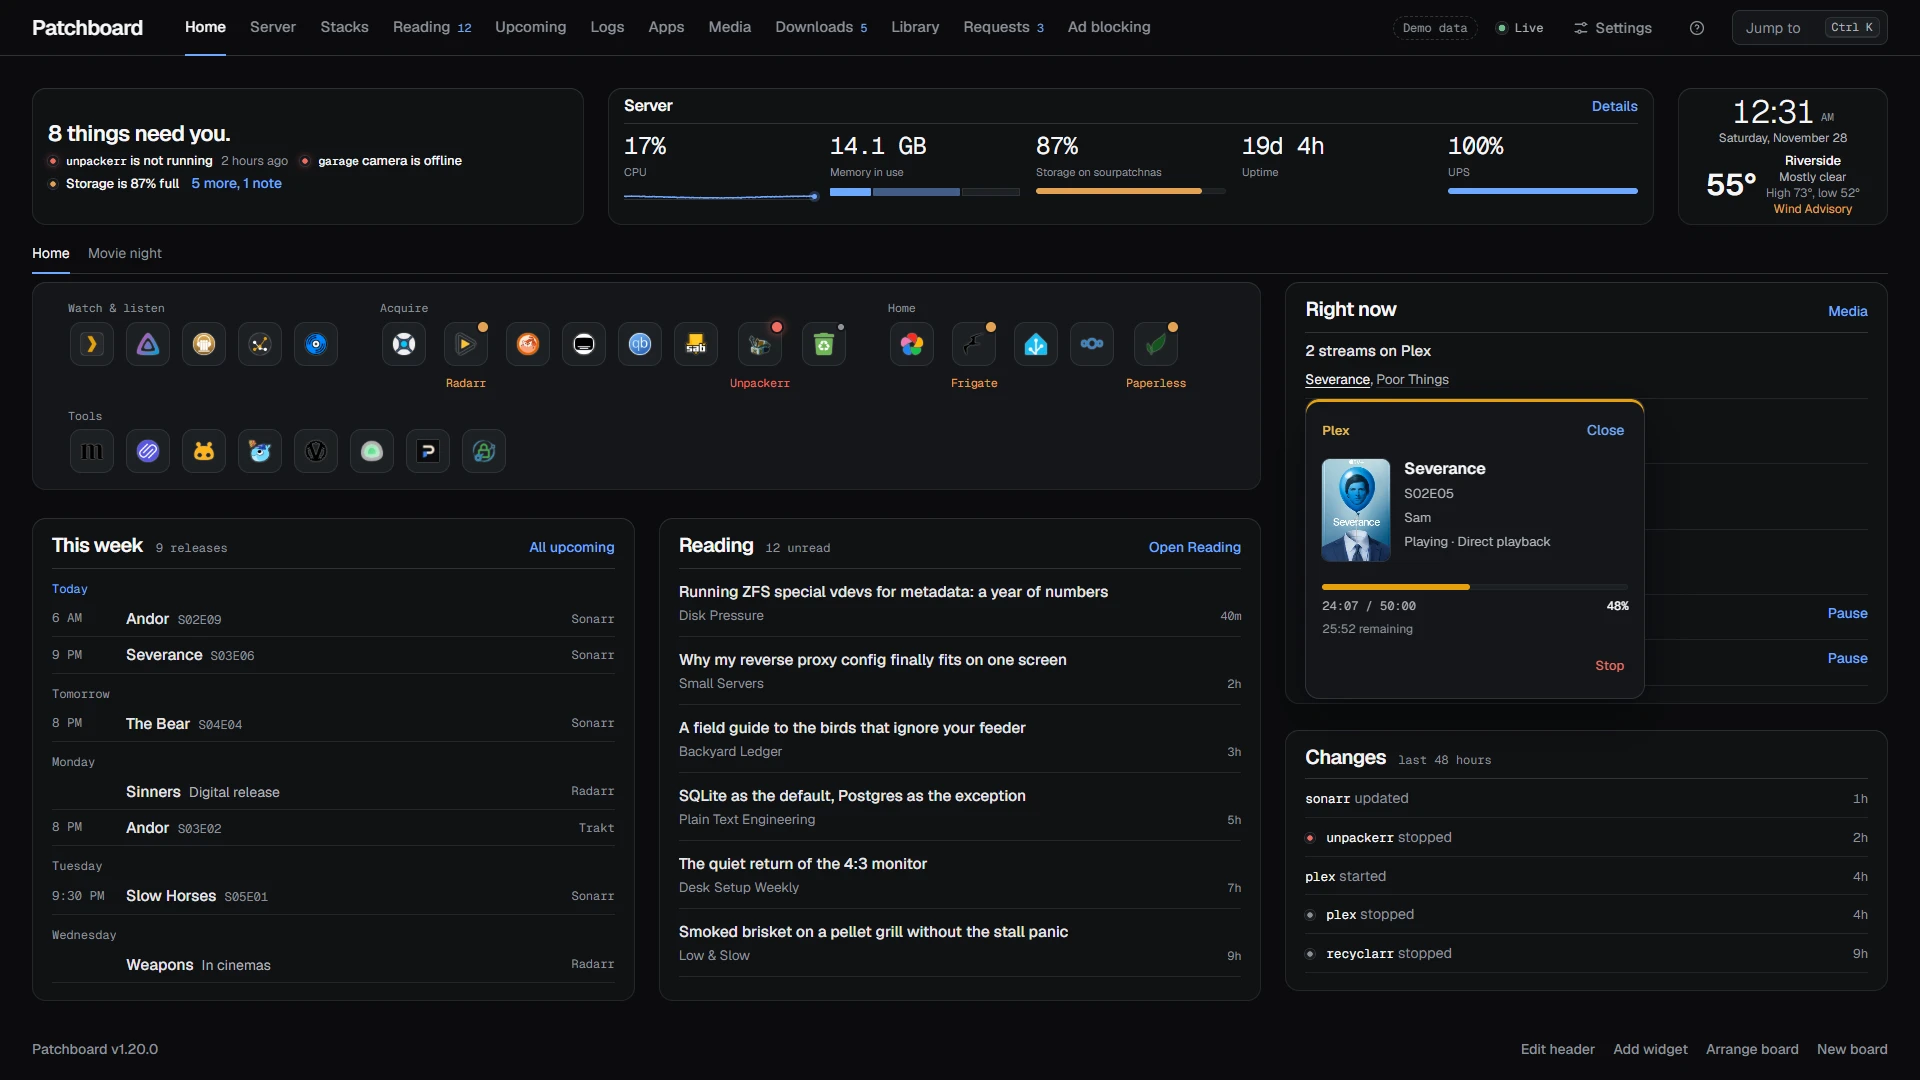 Patchboard
Home Server Stacks Reading 12 Upcoming Logs Apps Media Downloads 5 Library Requests 3 Ad blocking
Demo data Live Settings Jump to Ctrl K
8 things need you.
unpackerr is not running 2 hours ago garage camera is offline
Storage is 87% full 5 more, 1 note
Server Details
17% 14.1 GB 87% 19d 4h 100%
CPU Memory in use Storage on sourpatchnas Uptime UPS
12:31 AM
Saturday, November 28
55°
Riverside
Mostly clear
High 73°, low 52°
Wind Advisory
Home Movie night
Watch & listen Acquire Home
qb
sab
Radarr Unpackerr Frigate Paperless
Tools
m
Right now Media
2 streams on Plex
Severance, Poor Things
Plex Close
Severance
Severance
S02E05
Sam
Playing · Direct playback
24:07 / 50:00 48%
25:52 remaining
Stop
Pause
Pause
This week 9 releases All upcoming
Today
6 AM Andor S02E09 Sonarr
9 PM Severance S03E06 Sonarr
Tomorrow
8 PM The Bear S04E04 Sonarr
Monday
Sinners Digital release Radarr
8 PM Andor S03E02 Trakt
Tuesday
9:30 PM Slow Horses S05E01 Sonarr
Wednesday
Weapons In cinemas Radarr
Reading 12 unread Open Reading
Running ZFS special vdevs for metadata: a year of numbers
Disk Pressure 40m
Why my reverse proxy config finally fits on one screen
Small Servers 2h
A field guide to the birds that ignore your feeder
Backyard Ledger 3h
SQLite as the default, Postgres as the exception
Plain Text Engineering 5h
The quiet return of the 4:3 monitor
Desk Setup Weekly 7h
Smoked brisket on a pellet grill without the stall panic
Low & Slow 9h
Changes last 48 hours
sonarr updated 1h
unpackerr stopped 2h
plex started 4h
plex stopped 4h
recyclarr stopped 9h
Patchboard v1.20.0
Edit header Add widget Arrange board New board